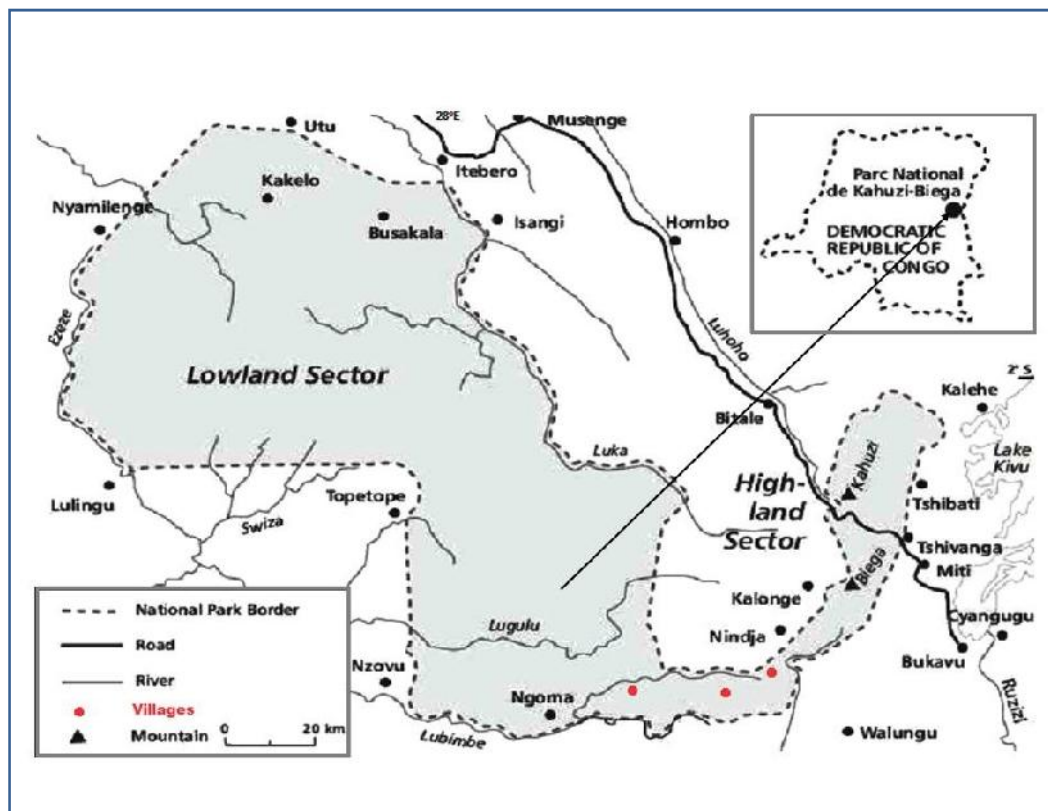 28°E
Musenge
Utu
Itebero
Kakelo
Nyamilenge
Busakala
Isangi
Hombo
Parc National
de Kahuzi-Biega
DEMOCRATIC
REPUBLIC OF
CONGO
Ezeze
Luhoho
Lowland Sector
2° S
Kalehe
Bitale
Lake
Kivu
Luka
Kahuzi
High-
land
Sector
Lulingu
Topetope
Tshibati
Swiza
Tshivanga
Miti
Biega
Kalonge
Cyangugu
Lugulu
Nindja
Bukavu
Nzovu
Ngoma
Ruzizi
Lubimbe
Walungu
National Park Border
Road
River
Villages
Mountain
0 20 km